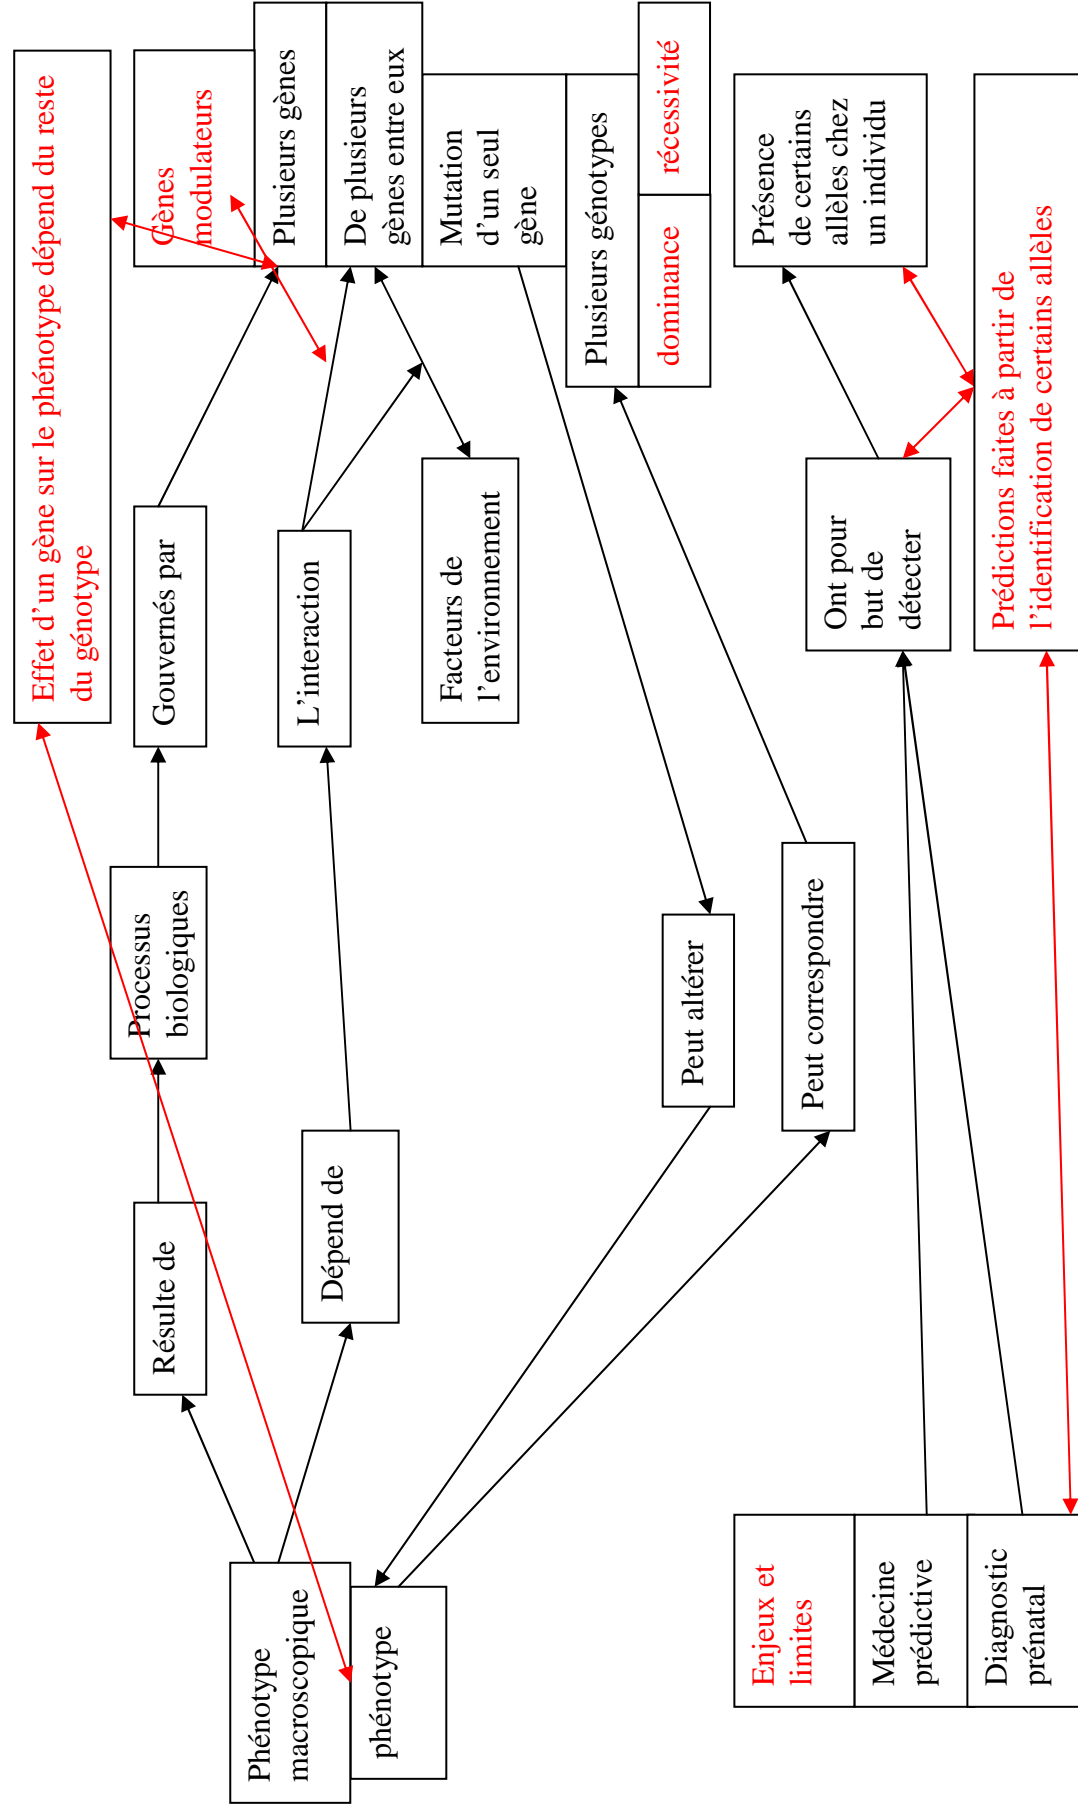 Effet d'un gène sur le phénotype dépend du reste
du génotype
Gènes
modulateurs
Phénotype
macroscopique
Résulte de
Processus
biologiques
Gouvernés par
Plusieurs gènes
phénotype
Dépend de
L'interaction
De plusieurs
gènes entre eux
Facteurs de
l'environnement
Mutation
d'un seul
gène
Peut altérer
Plusieurs génotypes
dominance
récessivité
Peut correspondre
Enjeux et
limites
Médecine
prédictive
Diagnostic
prénatal
Ont pour
but de
détecter
Présence
de certains
allèles chez
un individu
Prédictions faites à partir de
l'identification de certains allèles